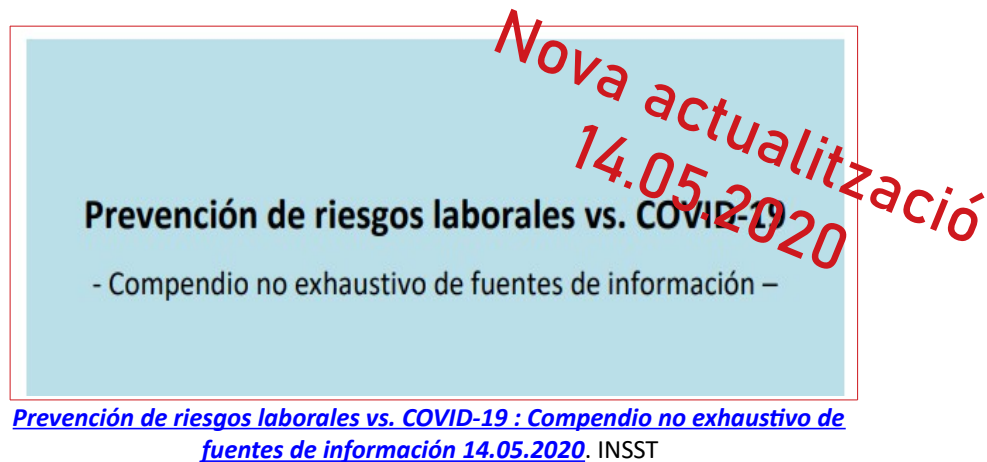 Nova actualització
14.05.2020
Prevención de riesgos laborales vs. COVID-19
- Compendio no exhaustivo de fuentes de información –
Prevención de riesgos laborales vs. COVID-19 : Compendio no exhaustivo de
fuentes de información 14.05.2020. INSST